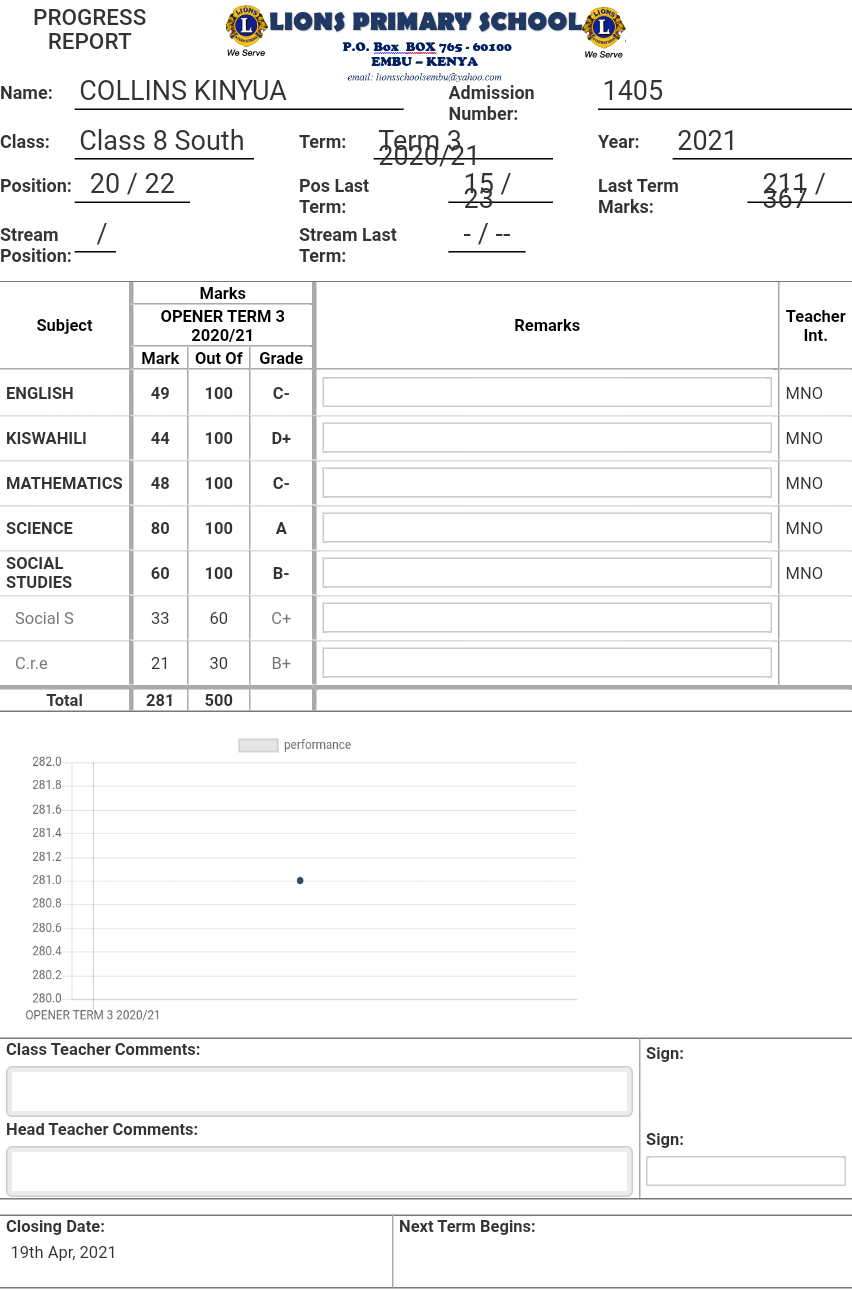 PROGRESS
REPORT
LIONS PRIMARY SCHOOL
We Serve
We Serve
P.O. Box BOX 765 - 60100
EMBU – KENYA
email: lionsschoolsembu@yahoo.com
Name: COLLINS KINYUA Admission Number: 1405
Class: Class 8 South Term: Term 3 2020/21 Year: 2021
Position: 20 / 22 Pos Last Term: 15 / 23 Last Term Marks: 211 / 367
Stream Position: / Stream Last Term: - / --
Subject Marks Remarks Teacher Int.
OPENER TERM 3 2020/21
Mark Out Of Grade
ENGLISH 49 100 C- MNO
KISWAHILI 44 100 D+ MNO
MATHEMATICS 48 100 C- MNO
SCIENCE 80 100 A MNO
SOCIAL STUDIES 60 100 B- MNO
Social S 33 60 C+
C.r.e 21 30 B+
Total 281 500
performance
282.0
281.8
281.6
281.4
281.2
281.0
280.8
280.6
280.4
280.2
280.0
OPENER TERM 3 2020/21
Class Teacher Comments: Sign:
Head Teacher Comments: Sign:
Closing Date: Next Term Begins:
19th Apr, 2021